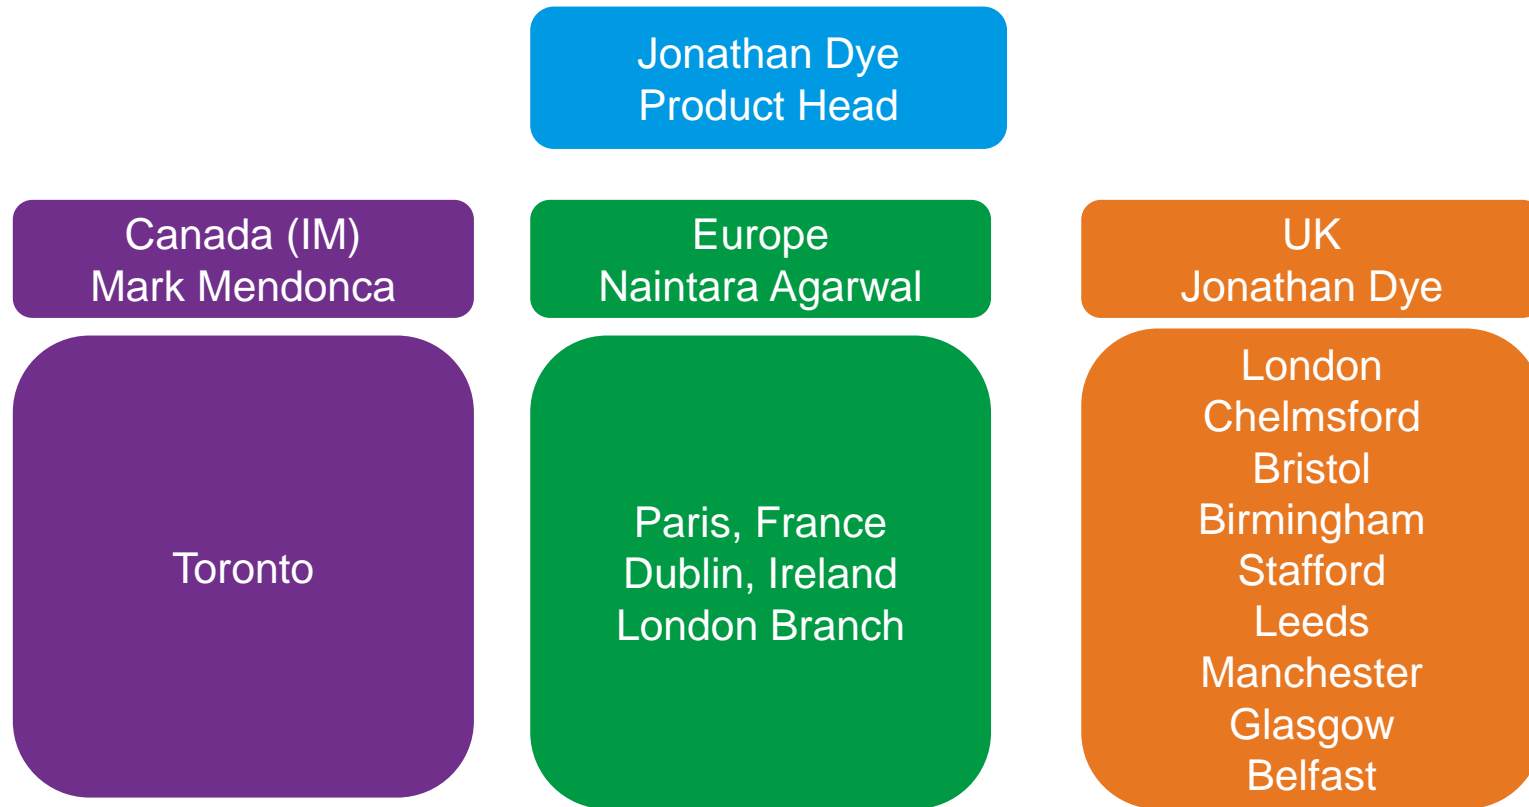 Jonathan Dye
Product Head
Canada (IM)
Mark Mendonca
Toronto
Europe
Naintara Agarwal
Paris, France
Dublin, Ireland
London Branch
UK
Jonathan Dye
London
Chelmsford
Bristol
Birmingham
Stafford
Leeds
Manchester
Glasgow
Belfast